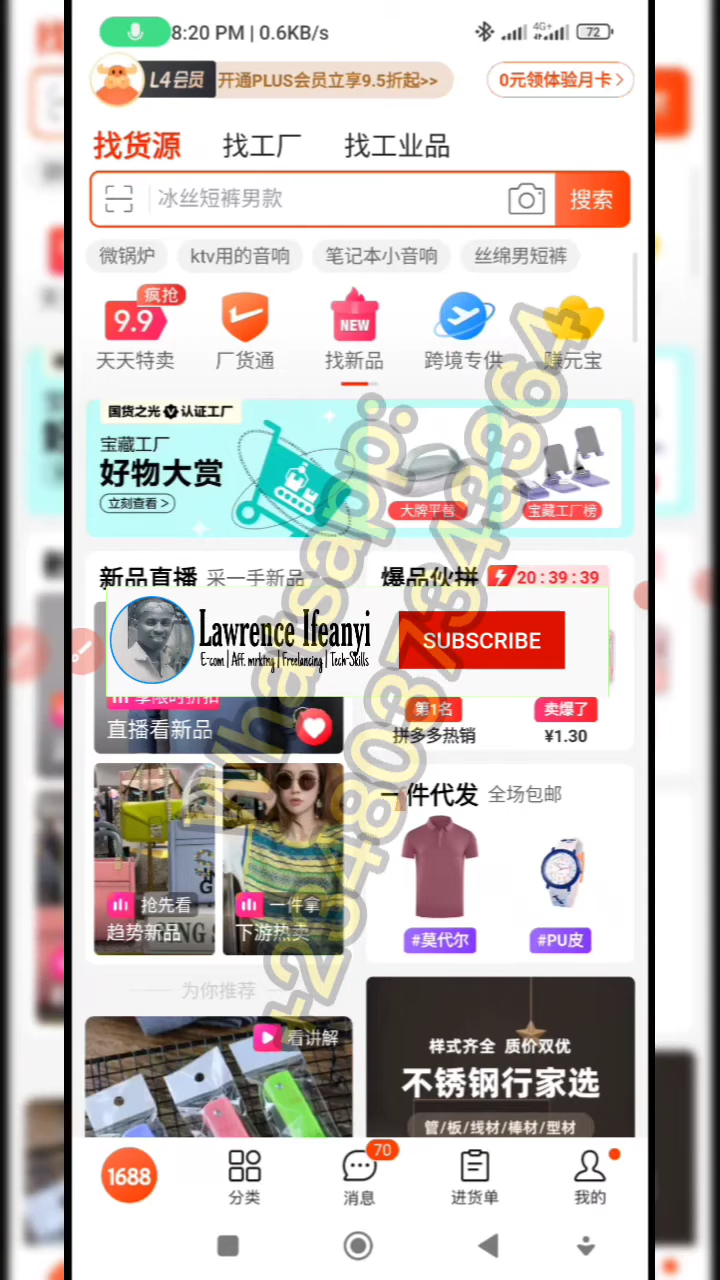 8:20 PM | 0.6KB/s
4G+
72
L4会员
开通PLUS会员立享9.5折起>>
0元领体验月卡>
找货源
找工厂
找工业品
冰丝短裤男款
搜索
微锅炉
ktv用的音响
笔记本小音响
丝绵男短裤
疯抢
9.9
NEW
天天特卖
厂货通
找新品
跨境专供
赚元宝
国货之光 认证工厂
宝藏工厂
好物大赏
立刻查看 >
大牌平替
宝藏工厂榜
新品直播
采一手新品
爆品伙拼
20:39:39
Lawrence Ifeanyi
E-com | Aff. mrktng | Freelancing | Tech-Skills
SUBSCRIBE
享限时折扣
直播看新品
第1名
拼多多热销
卖爆了
¥1.30
一件代发
全场包邮
抢先看
趋势新品
一件拿
下游热卖
#莫代尔
#PU皮
为你推荐
看讲解
样式齐全 质价双优
不锈钢行家选
管/板/线材/棒材/型材
1688
分类
70
消息
进货单
我的
Whatsapp:
+2348037343364